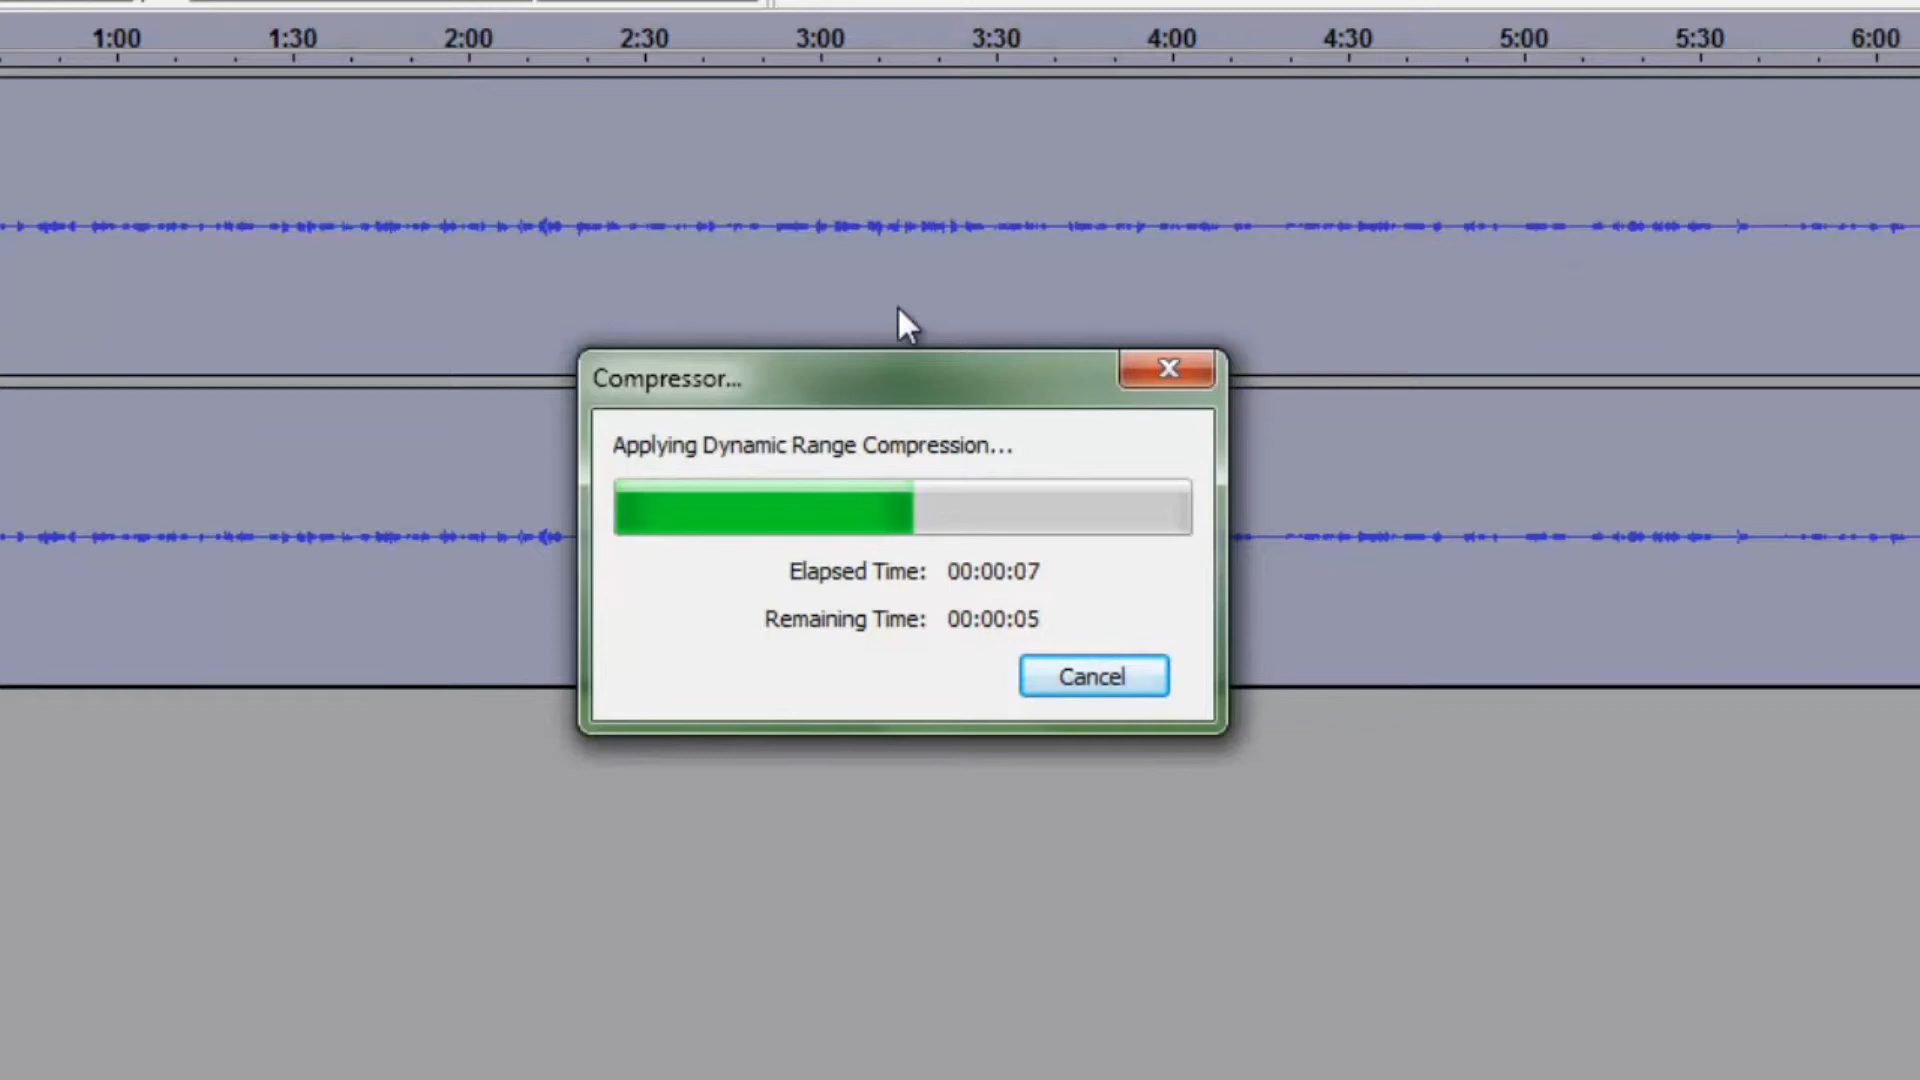 1:00 1:30 2:00 2:30 3:00 3:30 4:00 4:30 5:00 5:30 6:00
Compressor...
Applying Dynamic Range Compression...
Elapsed Time: 00:00:07
Remaining Time: 00:00:05
Cancel